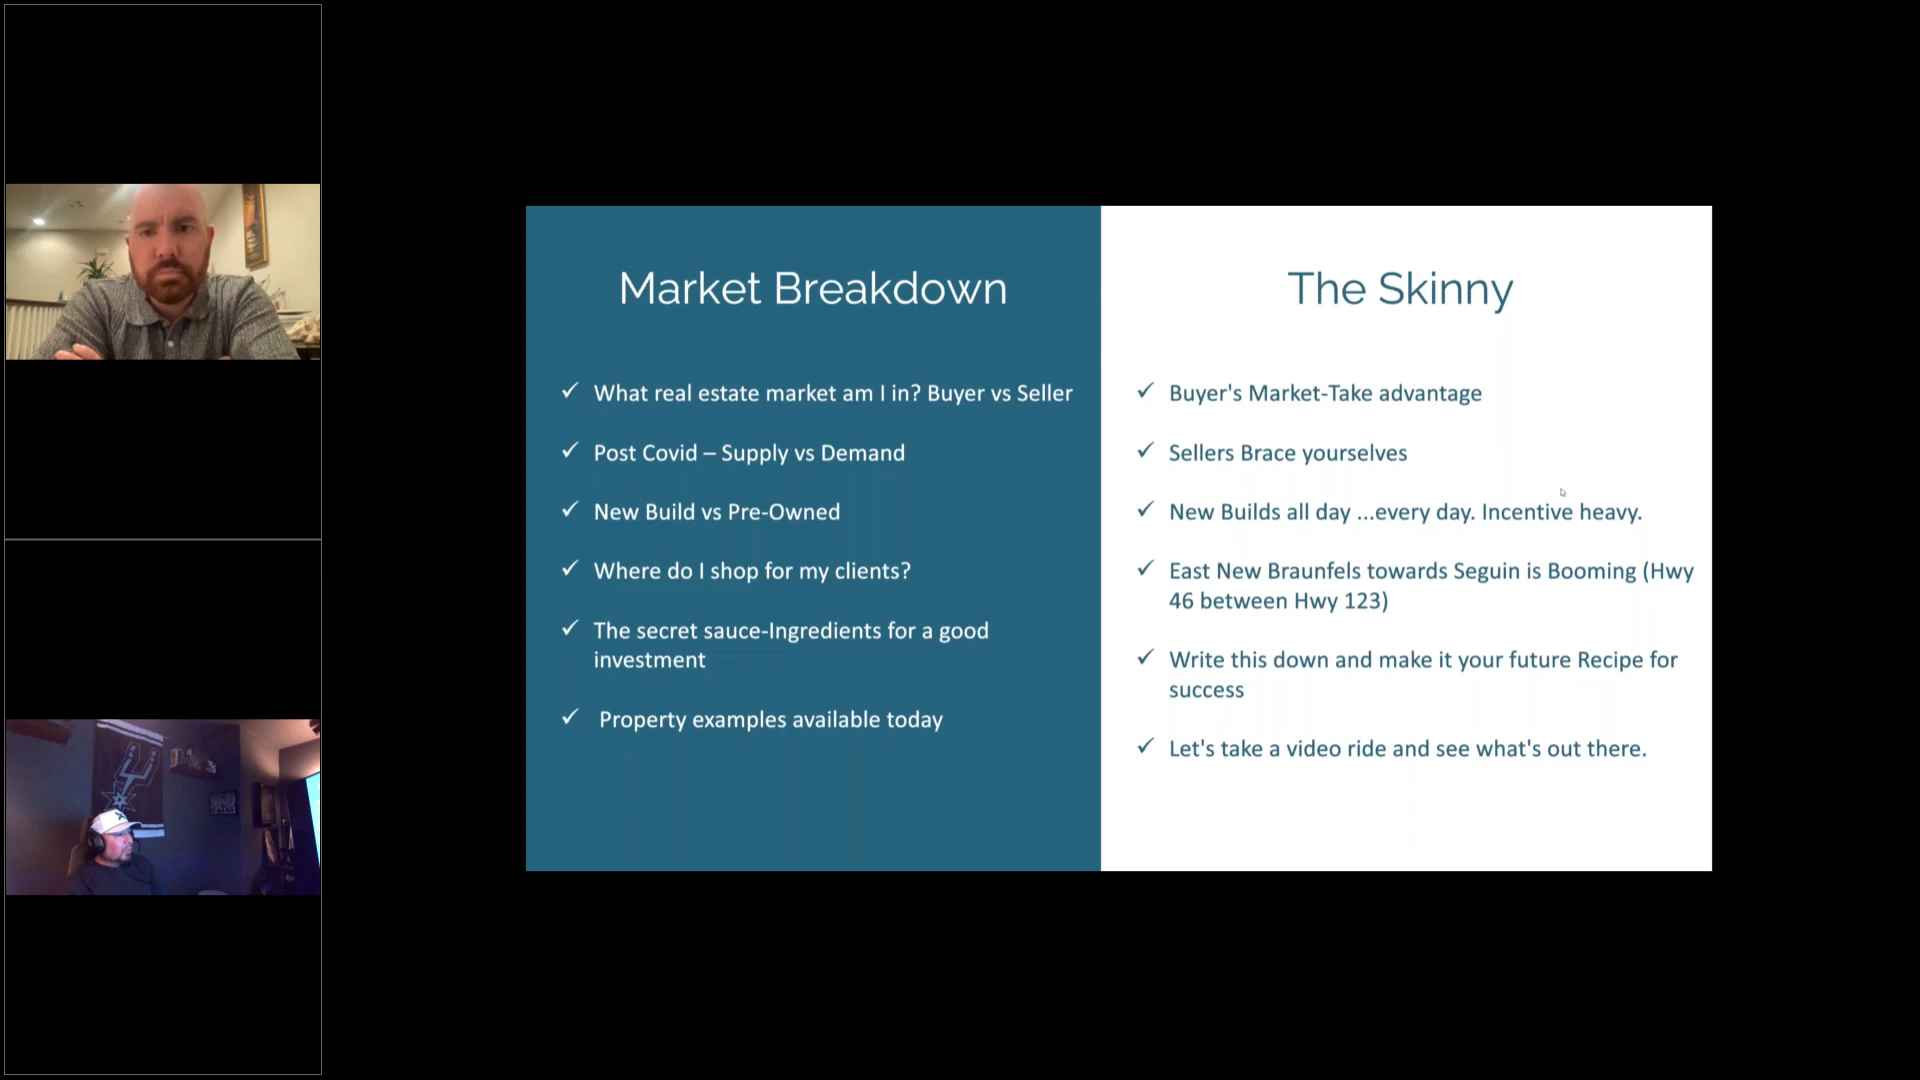 Market Breakdown
✓ What real estate market am I in? Buyer vs Seller
✓ Post Covid – Supply vs Demand
✓ New Build vs Pre-Owned
✓ Where do I shop for my clients?
✓ The secret sauce-Ingredients for a good
investment
✓ Property examples available today
The Skinny
✓ Buyer's Market-Take advantage
✓ Sellers Brace yourselves
✓ New Builds all day ...every day. Incentive heavy.
✓ East New Braunfels towards Seguin is Booming (Hwy
46 between Hwy 123)
✓ Write this down and make it your future Recipe for
success
✓ Let's take a video ride and see what's out there.